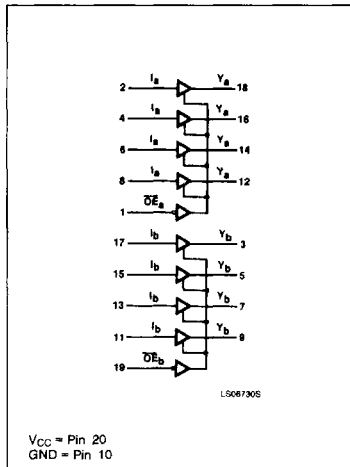 2 Ia Ya 18
4 Ia Ya 16
6 Ia Ya 14
8 Ia Ya 12
1 O̅E̅a
17 Ib Yb 3
15 Ib Yb 5
13 Ib Yb 7
11 Ib Yb 9
19 O̅E̅b
LS06730S
VCC = Pin 20
GND = Pin 10